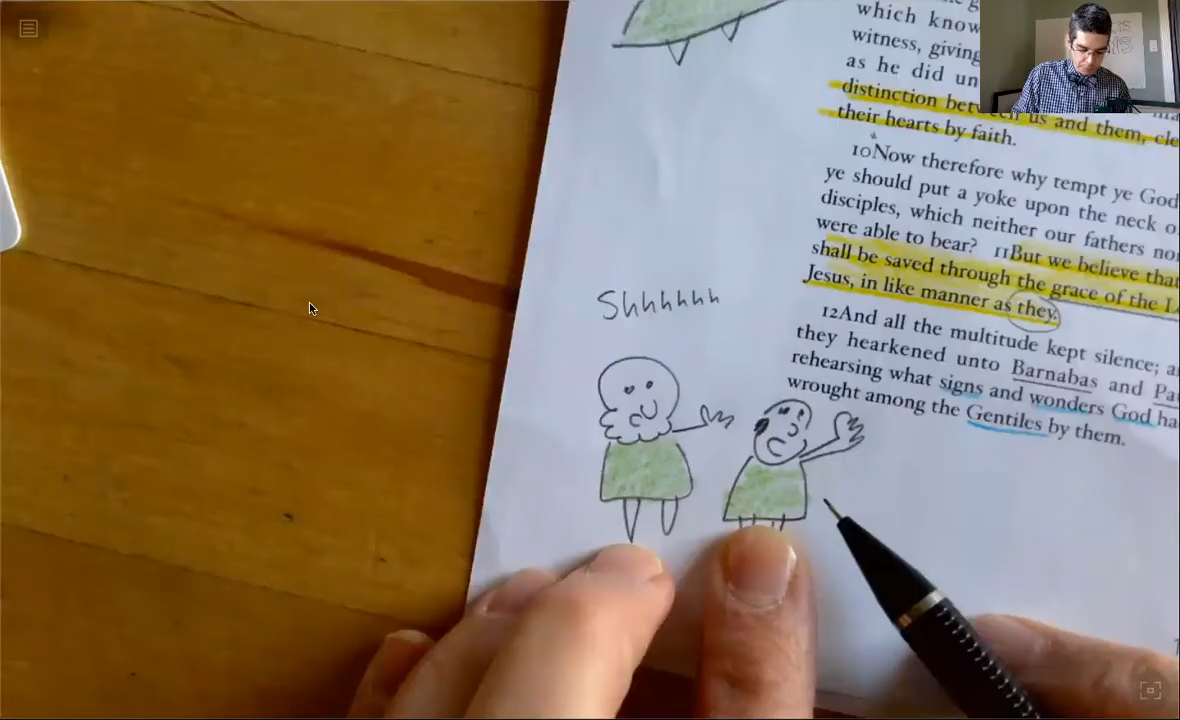 which know
witness, giving
as he did un
distinction between us and them, cle
their hearts by faith.
10Now therefore why tempt ye God
ye should put a yoke upon the neck o
disciples, which neither our fathers no
were able to bear? 11But we believe that
shall be saved through the grace of the L
Jesus, in like manner as they.
Shhhhhh
12And all the multitude kept silence; a
they hearkened unto Barnabas and Pa
rehearsing what signs and wonders God ha
wrought among the Gentiles by them.